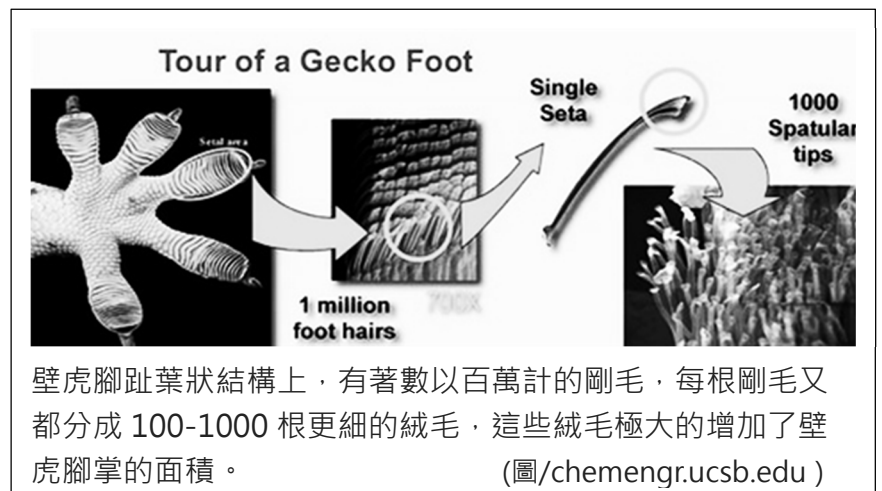 Tour of a Gecko Foot
Setal area
1 million
foot hairs
700X
Single
Seta
1000
Spatular
tips
壁虎腳趾葉狀結構上，有著數以百萬計的剛毛，每根剛毛又
都分成 100-1000 根更細的絨毛，這些絨毛極大的增加了壁
虎腳掌的面積。 (圖/chemengr.ucsb.edu )